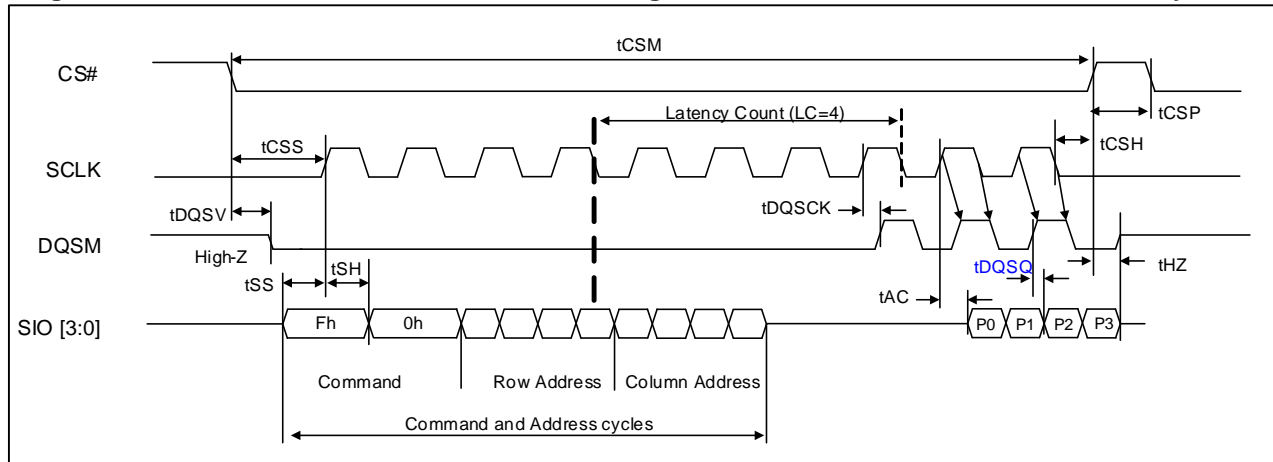 tCSM
CS#
Latency Count (LC=4)
tCSP
tCSS
tCSH
SCLK
tDQSCK
tDQSV
DQSM
High-Z
tSH
tDQSQ
tHZ
tSS
tAC
SIO [3:0]
Fh
0h
P0
P1
P2
P3
Command
Row Address
Column Address
Command and Address cycles